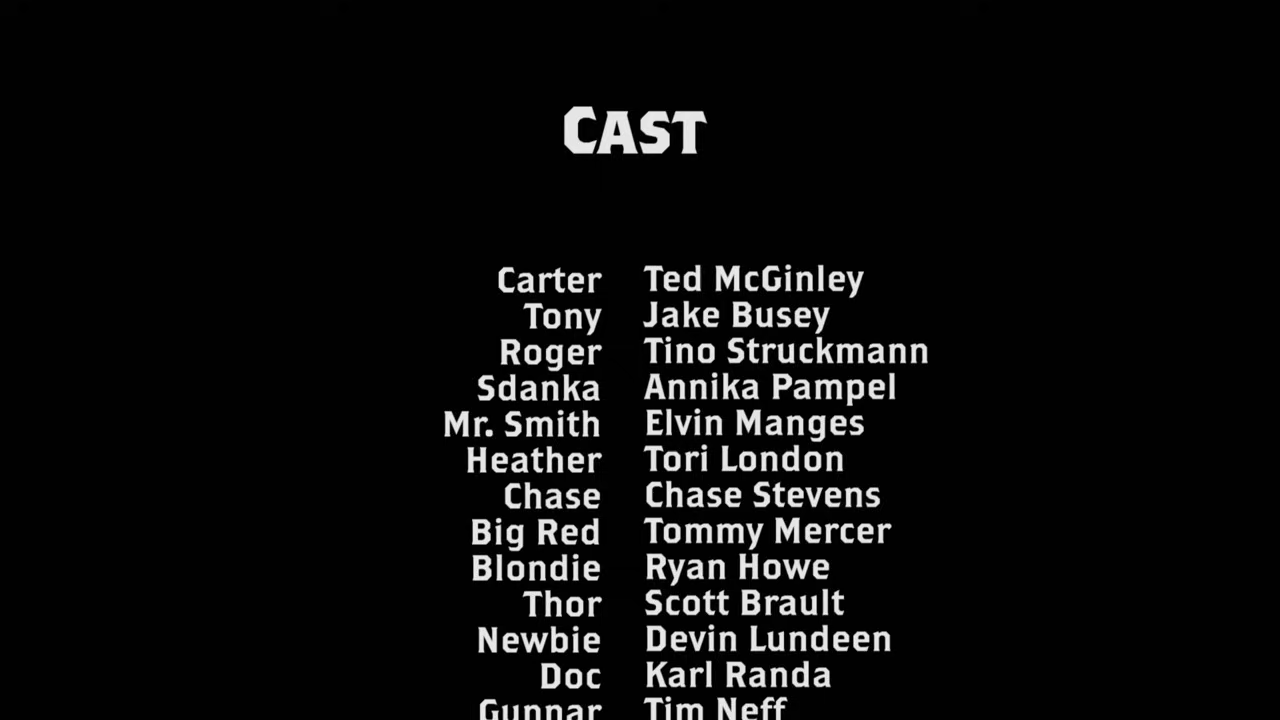 CAST
Carter Ted McGinley
Tony Jake Busey
Roger Tino Struckmann
Sdanka Annika Pampel
Mr. Smith Elvin Manges
Heather Tori London
Chase Chase Stevens
Big Red Tommy Mercer
Blondie Ryan Howe
Thor Scott Brault
Newbie Devin Lundeen
Doc Karl Randa
Gunnar Tim Neff